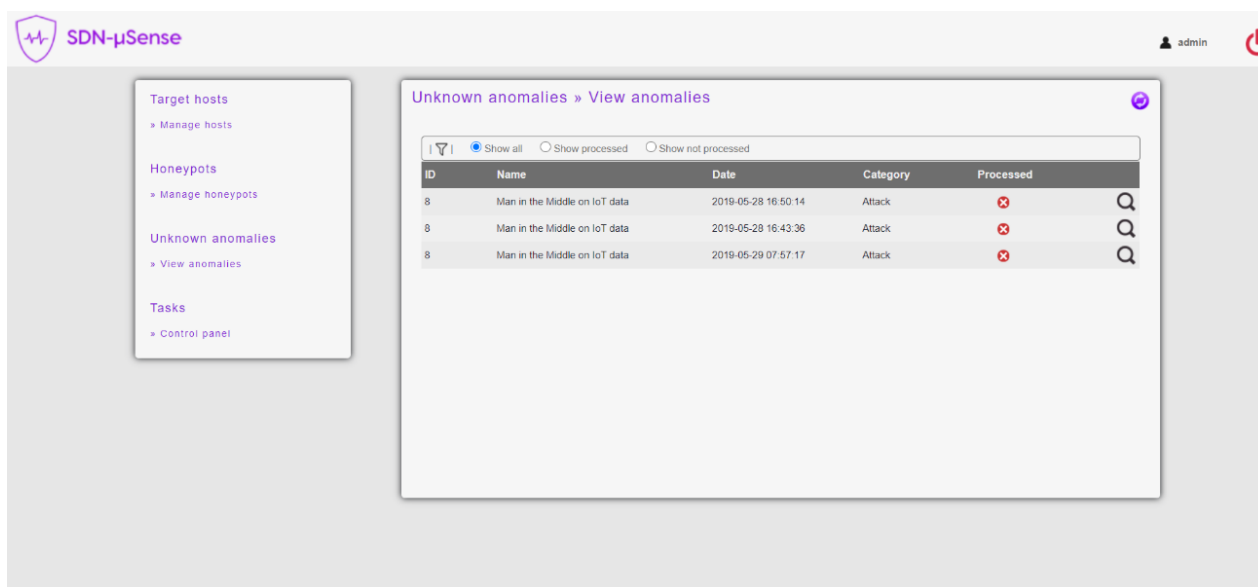 SDN-µSense
admin
Target hosts
» Manage hosts
Honeypots
» Manage honeypots
Unknown anomalies
» View anomalies
Tasks
» Control panel
Unknown anomalies » View anomalies
Show all Show processed Show not processed
ID Name Date Category Processed
8 Man in the Middle on IoT data 2019-05-28 16:50:14 Attack
8 Man in the Middle on IoT data 2019-05-28 16:43:36 Attack
8 Man in the Middle on IoT data 2019-05-29 07:57:17 Attack